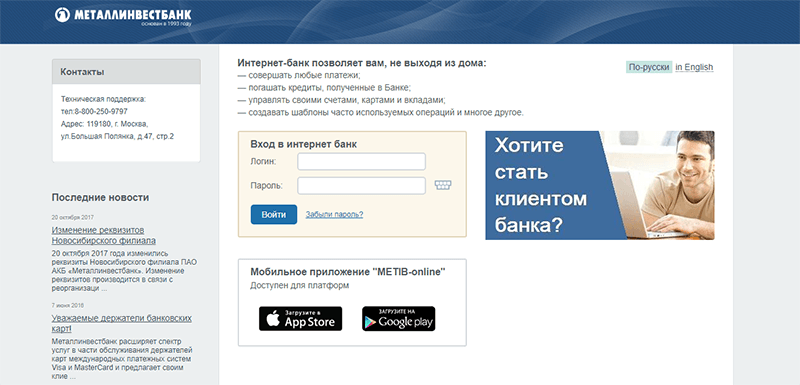 МЕТАЛЛИНВЕСТБАНК
основан в 1993 году
Контакты
Техническая поддержка:
тел:8-800-250-9797
Адрес: 119180, г. Москва,
ул.Большая Полянка, д.47, стр.2
Последние новости
20 октября 2017
Изменение реквизитов
Новосибирского филиала
20 октября 2017 года изменились
реквизиты Новосибирского филиала ПАО
АКБ «Металлинвестбанк». Изменение
реквизитов производится в связи с
реорганизаци ...
7 июня 2016
Уважаемые держатели банковских
карт!
Металлинвестбанк расширяет спектр
услуг в части обслуживания держателей
карт международных платежных систем
Visa и MasterCard и предлагает своим
клие ...
Интернет-банк позволяет вам, не выходя из дома:
— совершать любые платежи;
— погашать кредиты, полученные в Банке;
— управлять своими счетами, картами и вкладами;
— создавать шаблоны часто используемых операций и многое другое.
По-русски in English
Вход в интернет банк
Логин:
Пароль:
Войти Забыли пароль?
Хотите
стать
клиентом
банка?
Мобильное приложение "METIB-online"
Доступен для платформ
Загрузите в
App Store
ЗАГРУЗИТЕ НА
Google play